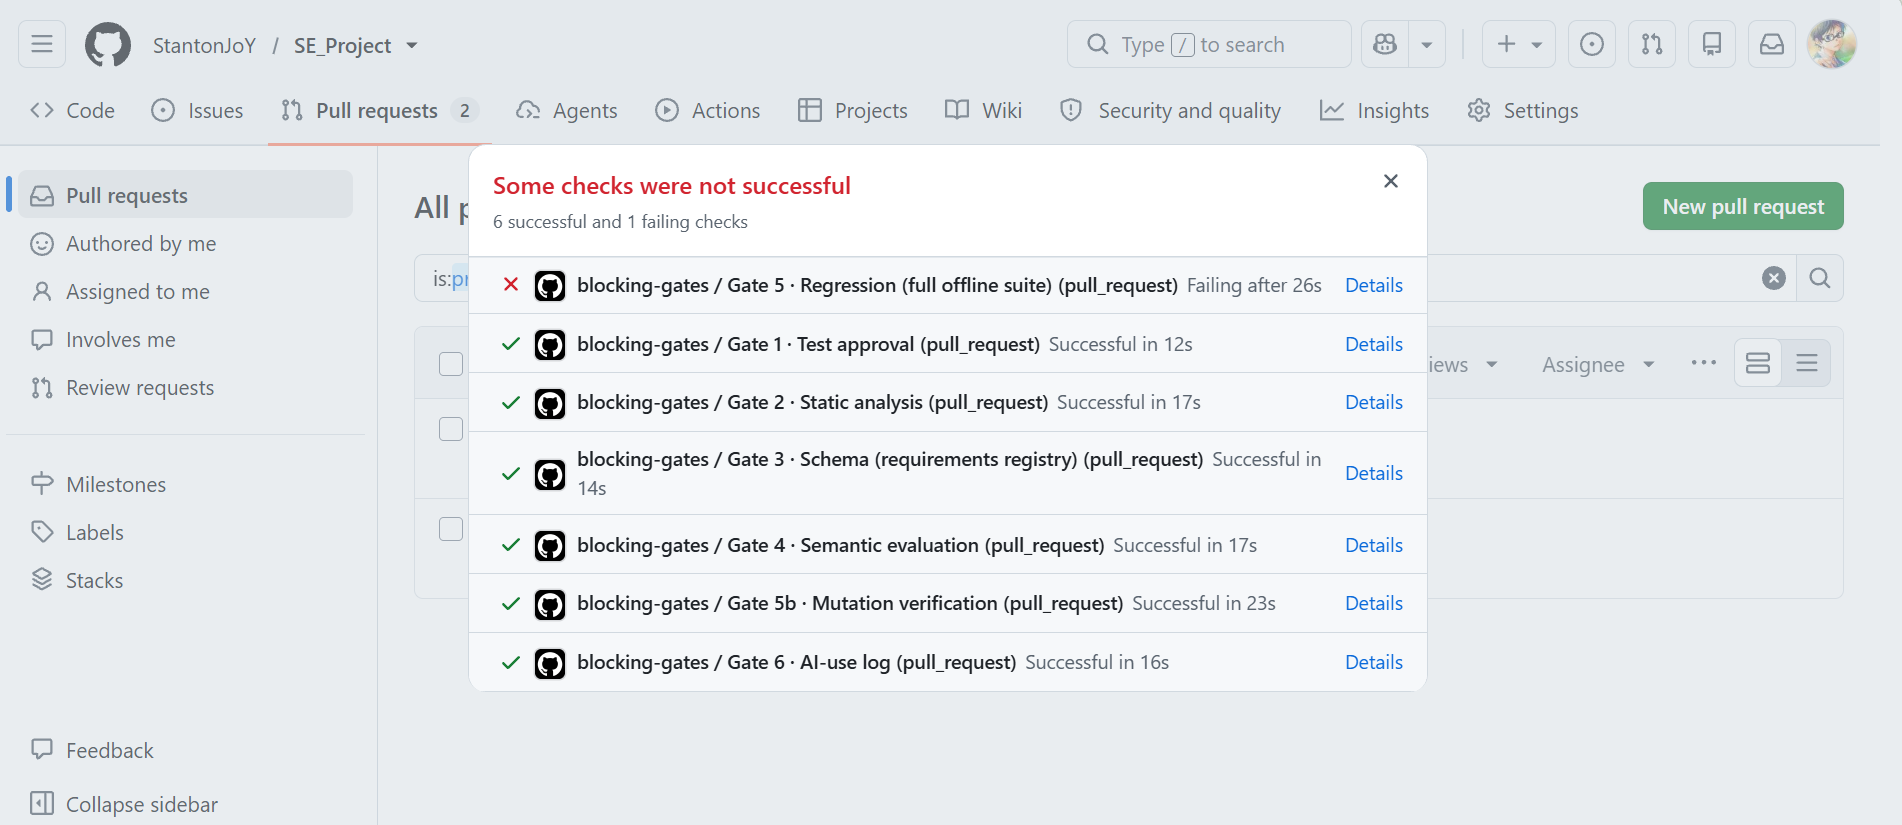 StantonJoY / SE_Project
Type / to search
Code
Issues
Pull requests 2
Agents
Actions
Projects
Wiki
Security and quality
Insights
Settings
Pull requests
Authored by me
Assigned to me
Involves me
Review requests
Milestones
Labels
Stacks
Feedback
Collapse sidebar
All p
New pull request
is:pr
iews
Assignee
Some checks were not successful
6 successful and 1 failing checks
blocking-gates / Gate 5 · Regression (full offline suite) (pull_request) Failing after 26s Details
blocking-gates / Gate 1 · Test approval (pull_request) Successful in 12s Details
blocking-gates / Gate 2 · Static analysis (pull_request) Successful in 17s Details
blocking-gates / Gate 3 · Schema (requirements registry) (pull_request) Successful in
14s
Details
blocking-gates / Gate 4 · Semantic evaluation (pull_request) Successful in 17s Details
blocking-gates / Gate 5b · Mutation verification (pull_request) Successful in 23s Details
blocking-gates / Gate 6 · AI-use log (pull_request) Successful in 16s Details